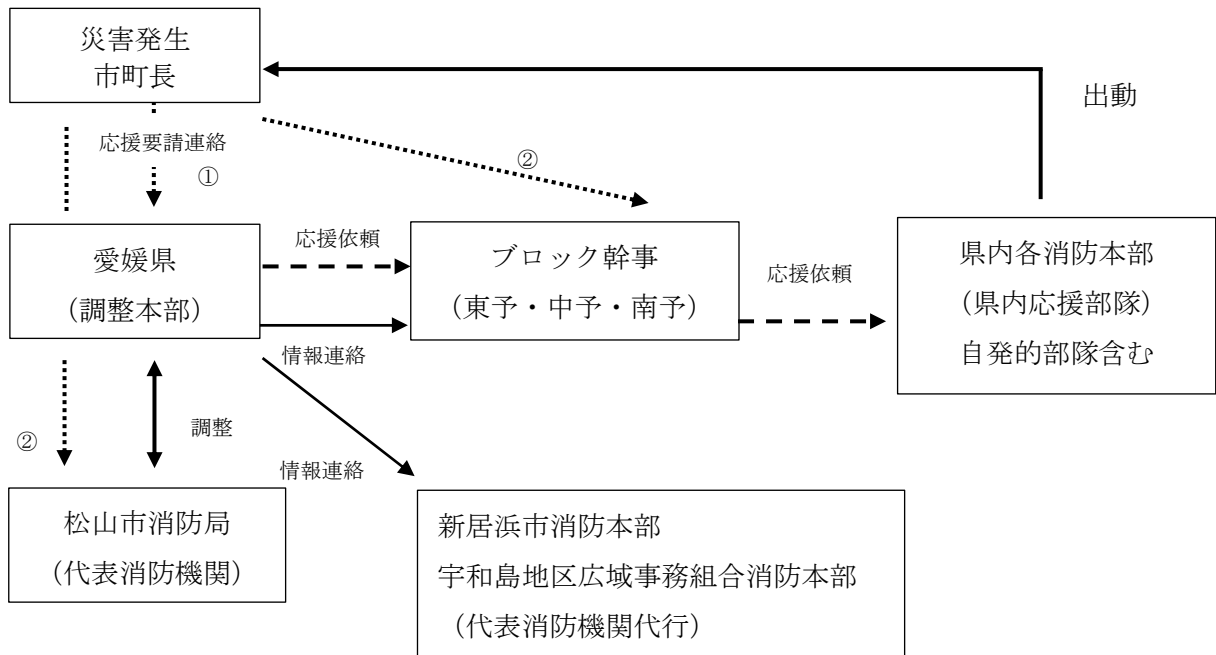 災害発生
市町長
出動
応援要請連絡
①
②
愛媛県
(調整本部)
応援依頼
情報連絡
ブロック幹事
(東予・中予・南予)
応援依頼
県内各消防本部
(県内応援部隊)
自発的部隊含む
②
調整
情報連絡
松山市消防局
(代表消防機関)
新居浜市消防本部
宇和島地区広域事務組合消防本部
(代表消防機関代行)